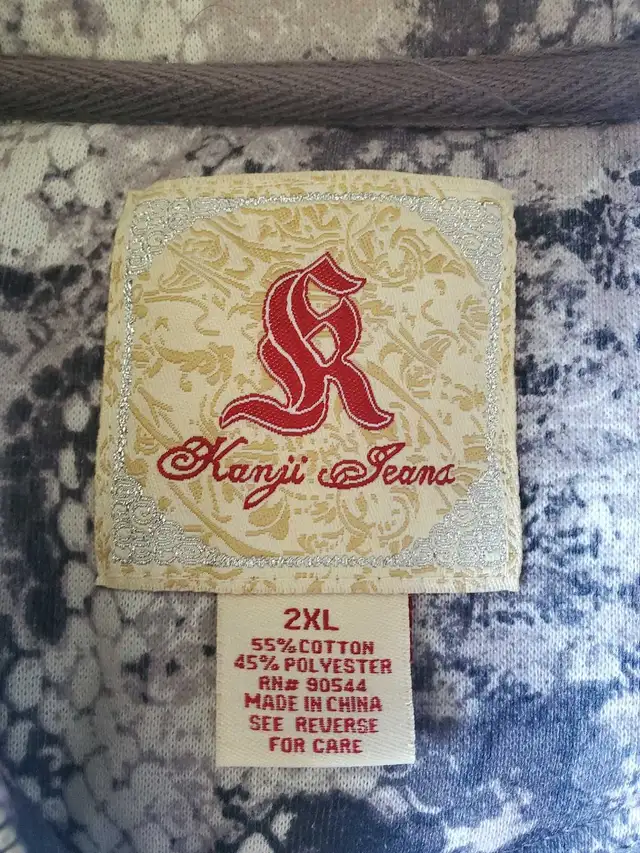 K
Kanji Jeans
2XL
55% COTTON
45% POLYESTER
RN# 90544
MADE IN CHINA
SEE REVERSE
FOR CARE